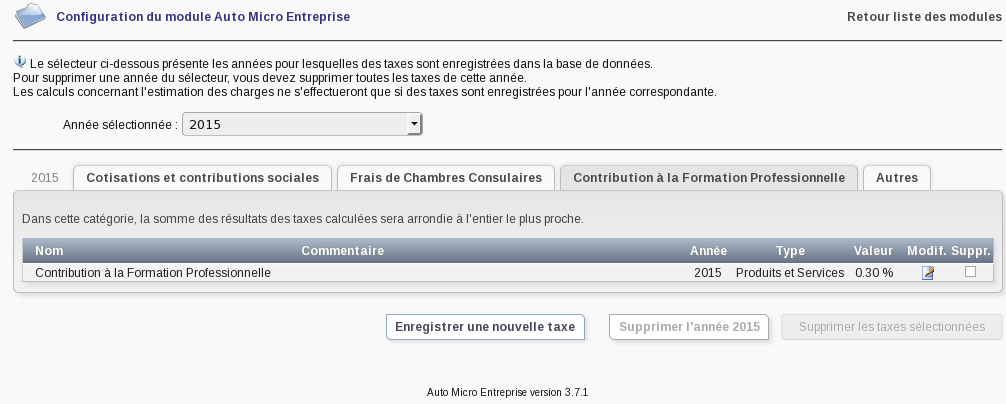 Configuration du module Auto Micro Entreprise
Retour liste des modules
Le sélecteur ci-dessous présente les années pour lesquelles des taxes sont enregistrées dans la base de données.
Pour supprimer une année du sélecteur, vous devez supprimer toutes les taxes de cette année.
Les calculs concernant l'estimation des charges ne s'effectueront que si des taxes sont enregistrées pour l'année correspondante.
Année sélectionnée : 2015
2015 Cotisations et contributions sociales Frais de Chambres Consulaires Contribution à la Formation Professionnelle Autres
Dans cette catégorie, la somme des résultats des taxes calculées sera arrondie à l'entier le plus proche.
Nom Commentaire Année Type Valeur Modif. Suppr.
Contribution à la Formation Professionnelle 2015 Produits et Services 0.30 %
Enregistrer une nouvelle taxe Supprimer l'année 2015 Supprimer les taxes sélectionnées
Auto Micro Entreprise version 3.7.1